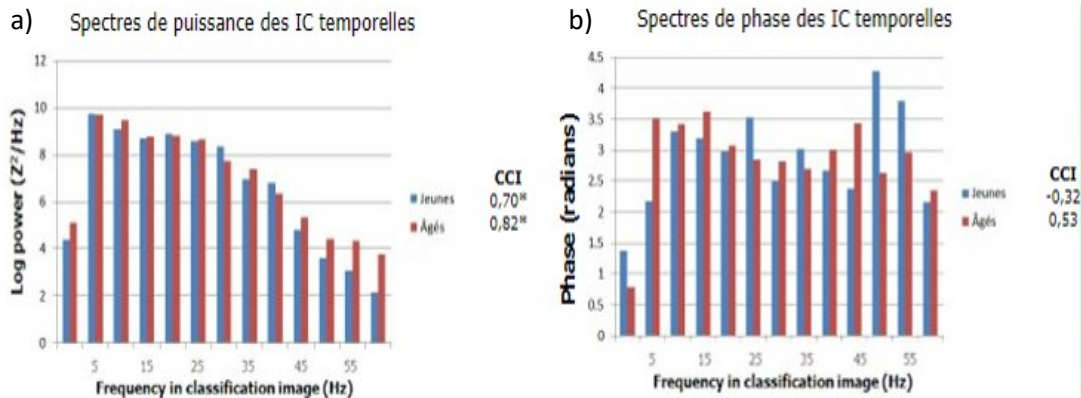 a) Spectres de puissance des IC temporelles
12
10
8
6
4
2
0
Log power (Z²/Hz)
5 15 25 35 45 55
Frequency in classification image (Hz)
CCI
Jeunes 0,70*
Âgés 0,82*
b) Spectres de phase des IC temporelles
4.5
4
3.5
3
2.5
2
1.5
1
0.5
0
Phase (radians)
5 15 25 35 45 55
Frequency in classification image (Hz)
CCI
Jeunes -0,32
Âgés 0,53